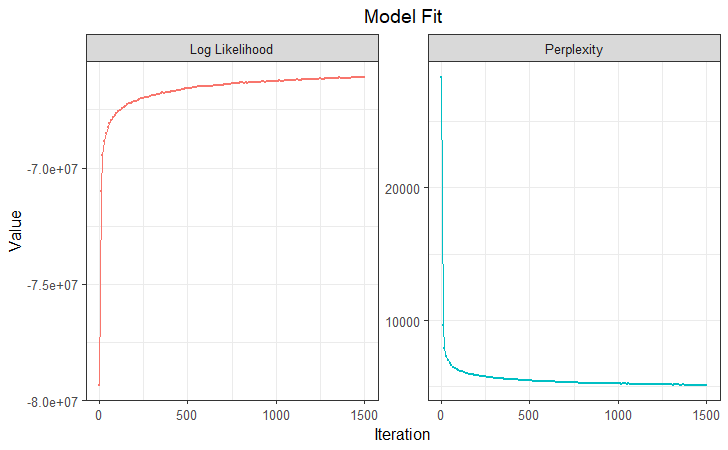 Model Fit
Log Likelihood
Perplexity
Value
-7.0e+07
-7.5e+07
-8.0e+07
20000
10000
0 500 1000 1500
0 500 1000 1500
Iteration